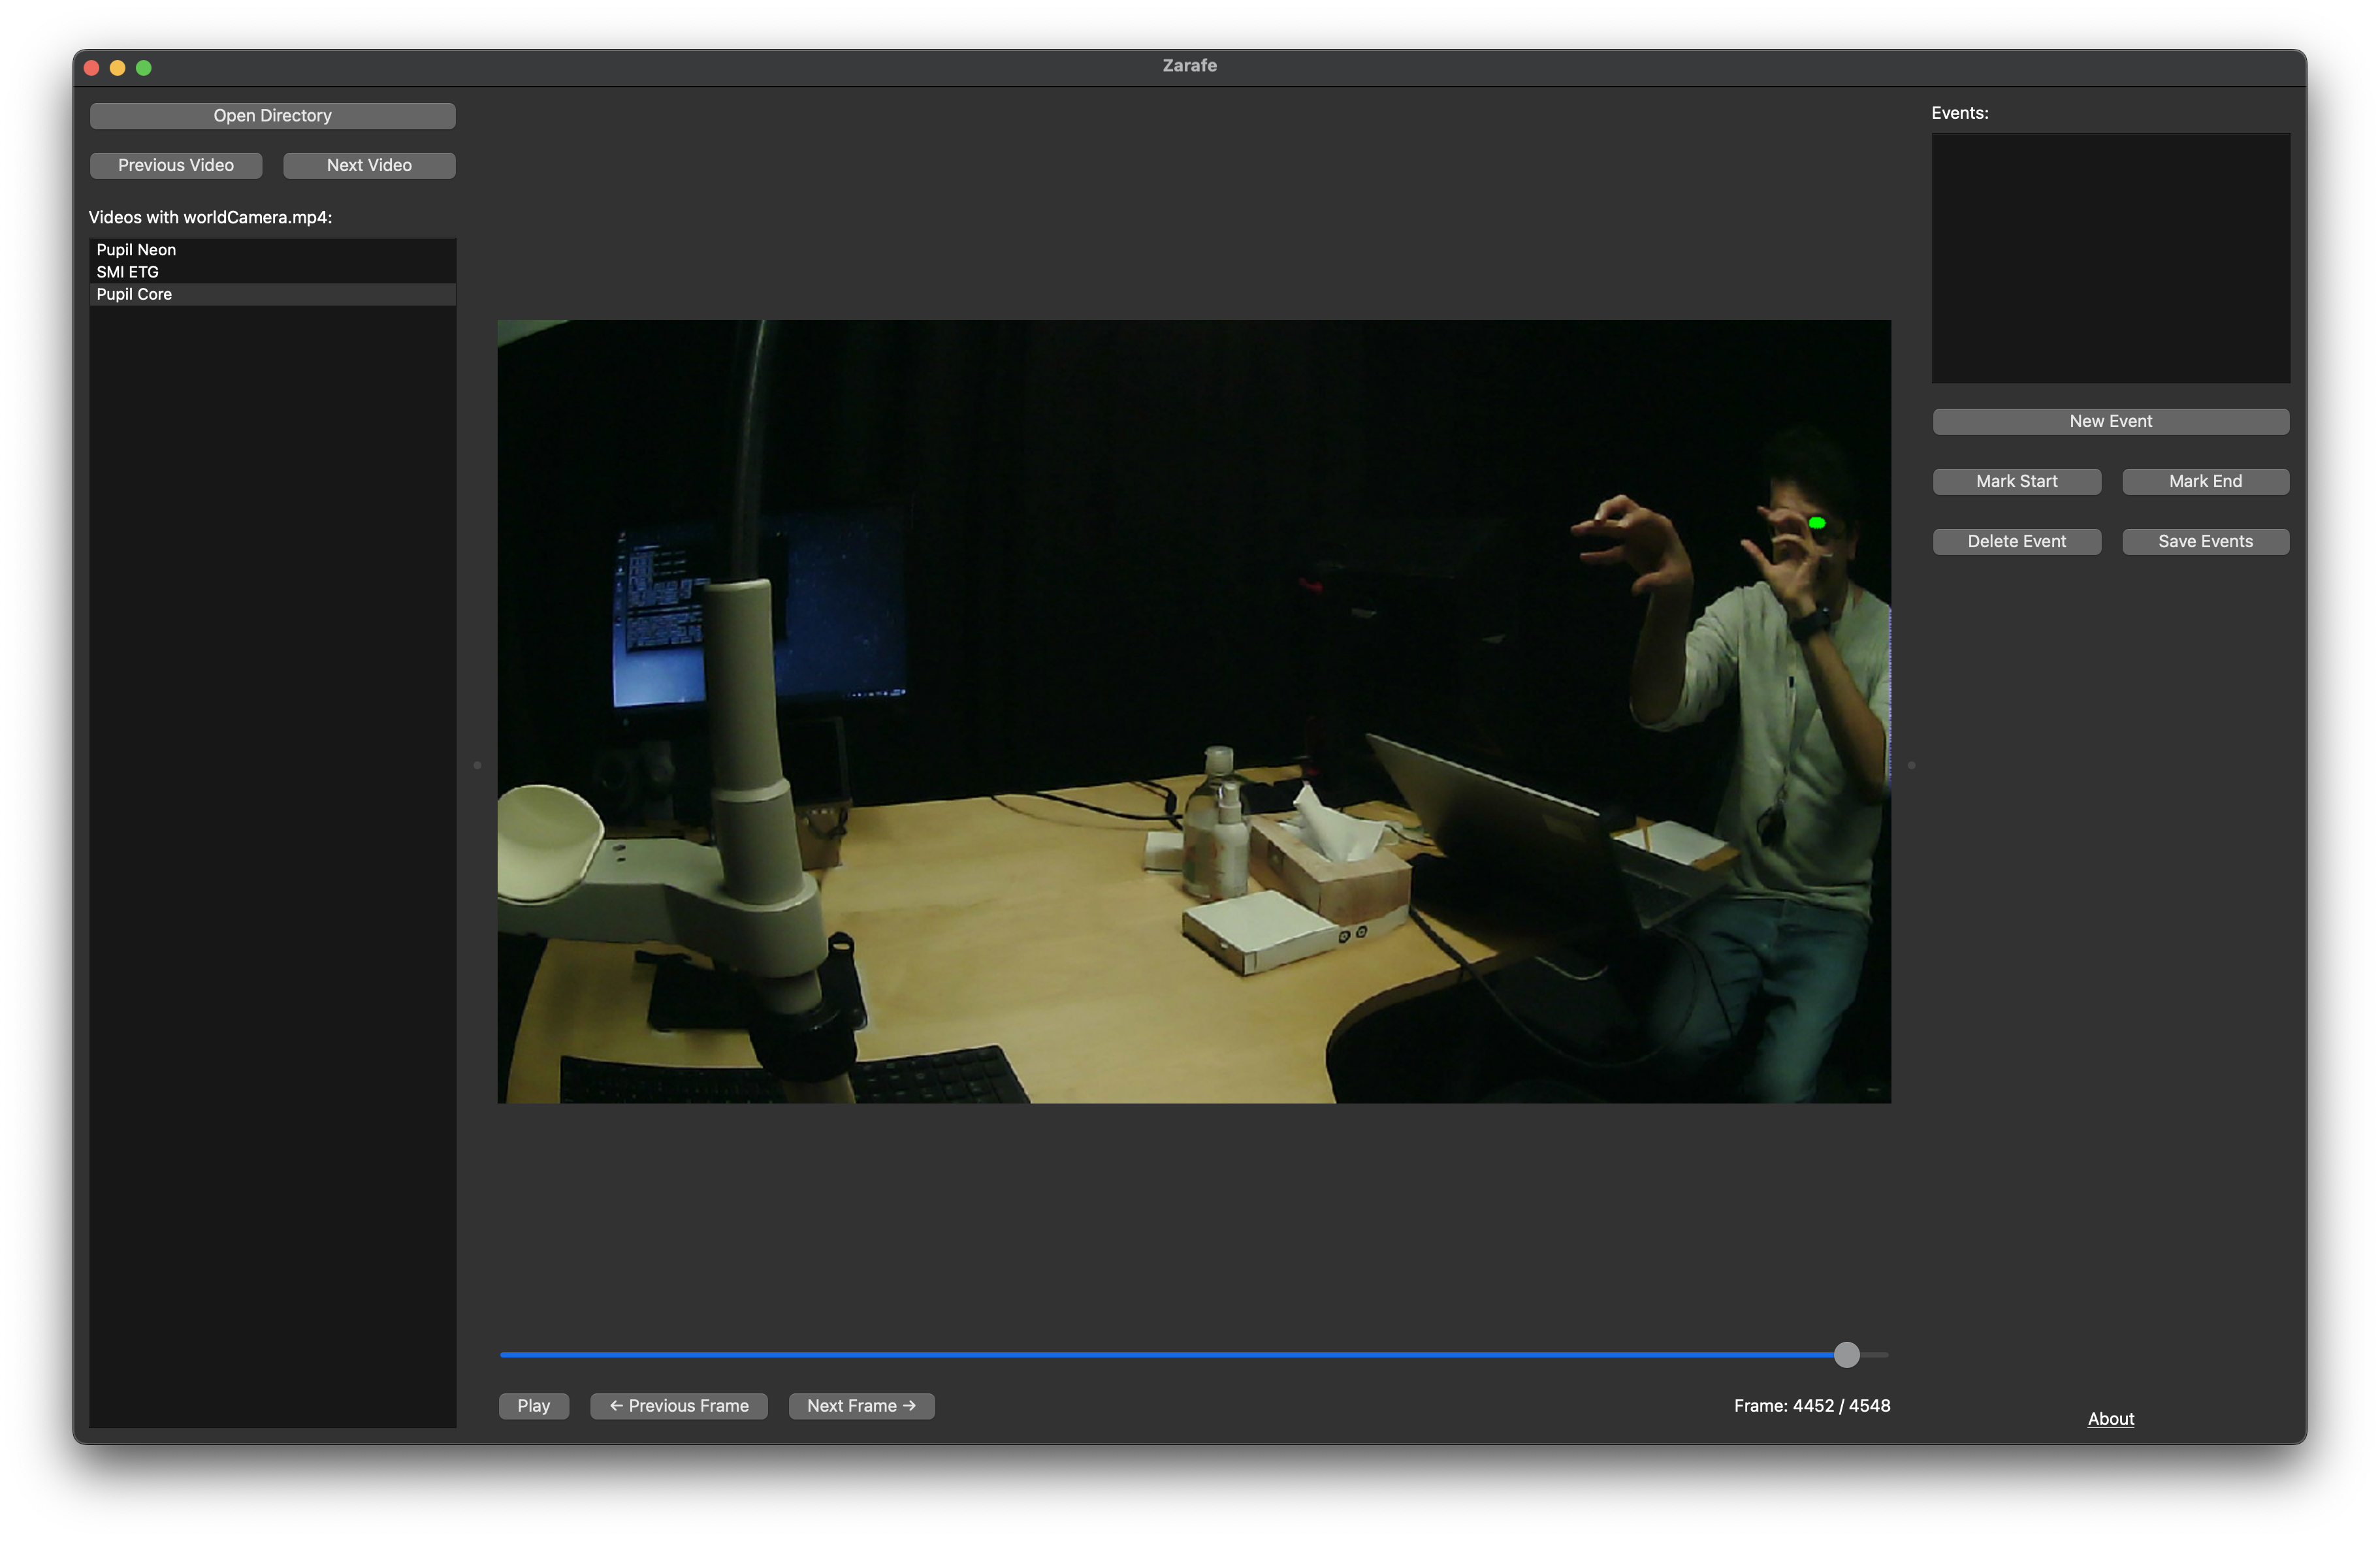 Zarafe
Open Directory
Previous Video
Next Video
Videos with worldCamera.mp4:
Pupil Neon
SMI ETG
Pupil Core
Events:
New Event
Mark Start
Mark End
Delete Event
Save Events
Play
← Previous Frame
Next Frame →
Frame: 4452 / 4548
About